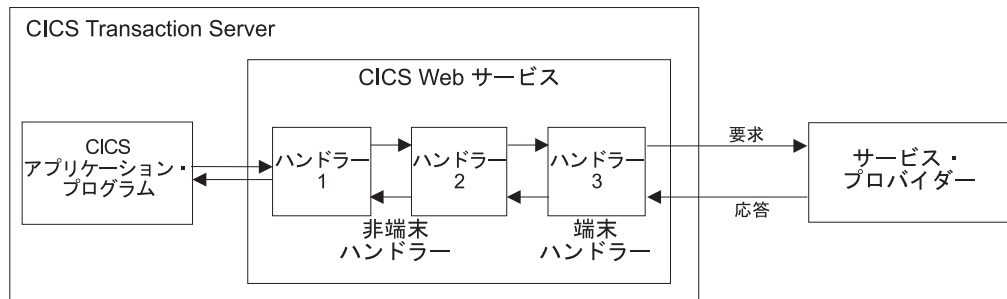 CICS Transaction Server
CICS Web サービス
CICS
アプリケーション・
プログラム
ハンドラー
1
ハンドラー
2
ハンドラー
3
要求
応答
サービス・
プロバイダー
非端末
ハンドラー
端末
ハンドラー